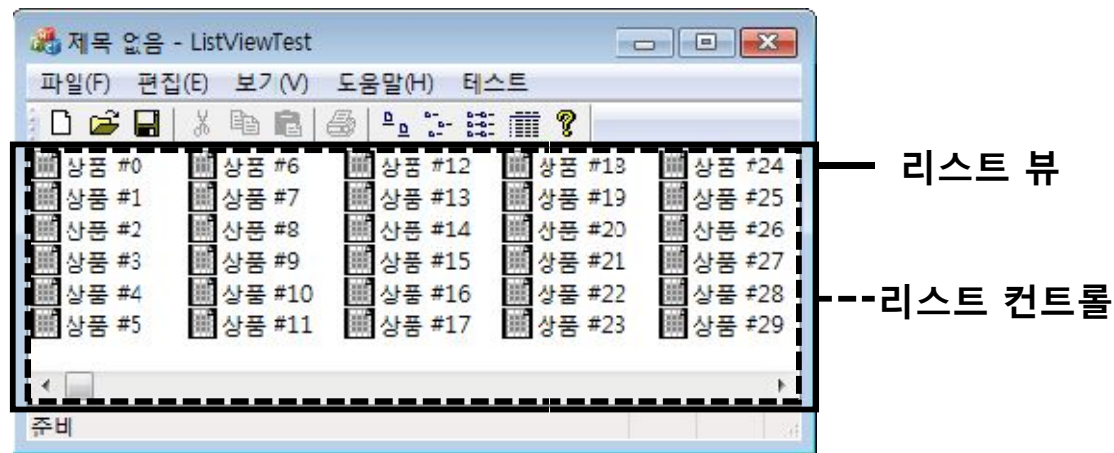 제목 없음 - ListViewTest
파일(F) 편집(E) 보기(V) 도움말(H) 테스트
상품 #0 상품 #6 상품 #12 상품 #18 상품 #24
상품 #1 상품 #7 상품 #13 상품 #19 상품 #25
상품 #2 상품 #8 상품 #14 상품 #20 상품 #26
상품 #3 상품 #9 상품 #15 상품 #21 상품 #27
상품 #4 상품 #10 상품 #16 상품 #22 상품 #28
상품 #5 상품 #11 상품 #17 상품 #23 상품 #29
준비
리스트 뷰
리스트 컨트롤